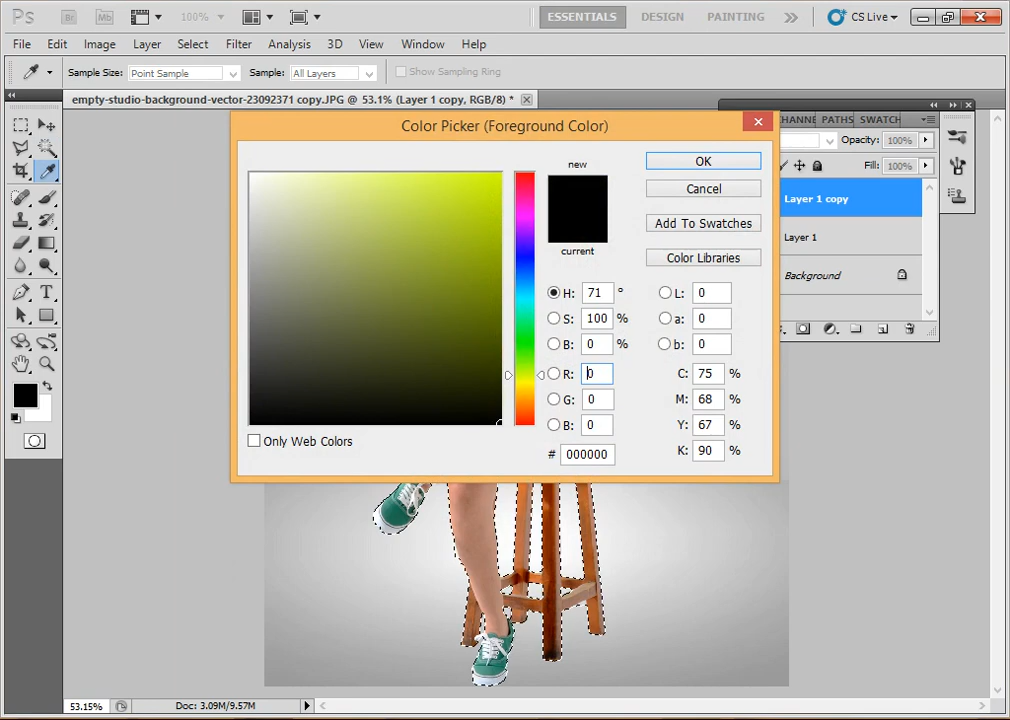 Ps Br Mb 100% ESSENTIALS DESIGN PAINTING CS Live
File Edit Image Layer Select Filter Analysis 3D View Window Help
Sample Size: Point Sample Sample: All Layers Show Sampling Ring
empty-studio-background-vector-23092371 copy.JPG @ 53.1% (Layer 1 copy, RGB/8) *
Color Picker (Foreground Color)
HANNE PATHS SWATCH
Opacity: 100%
Fill: 100%
new
current
OK
Cancel
Add To Swatches
Color Libraries
Layer 1 copy
Layer 1
Background
H: 71 ° L: 0
S: 100 % a: 0
B: 0 % b: 0
R: 0 C: 75 %
G: 0 M: 68 %
B: 0 Y: 67 %
# 000000 K: 90 %
Only Web Colors
53.15% Doc: 3.09M/9.57M